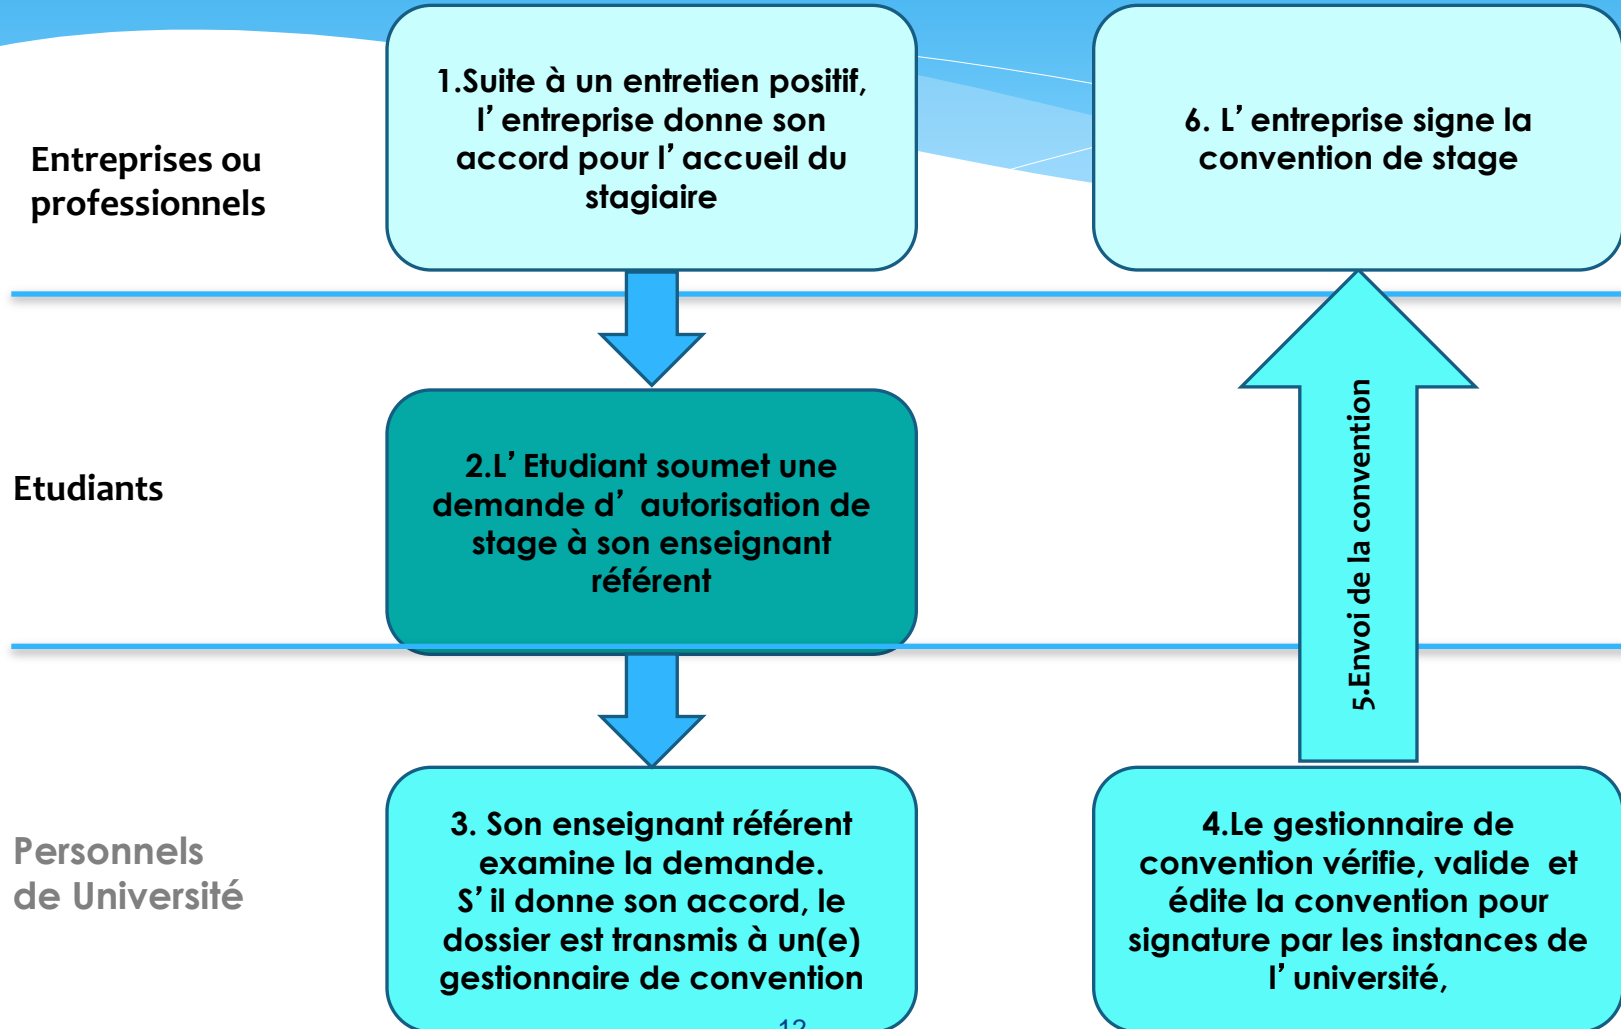 Entreprises ou
professionnels
1.Suite à un entretien positif,
l’ entreprise donne son
accord pour l’ accueil du
stagiaire
6. L’ entreprise signe la
convention de stage
Etudiants
2.L’ Etudiant soumet une
demande d’ autorisation de
stage à son enseignant
référent
5.Envoi de la convention
Personnels
de Université
3. Son enseignant référent
examine la demande.
S’ il donne son accord, le
dossier est transmis à un(e)
gestionnaire de convention
4.Le gestionnaire de
convention vérifie, valide et
édite la convention pour
signature par les instances de
l’ université,
12